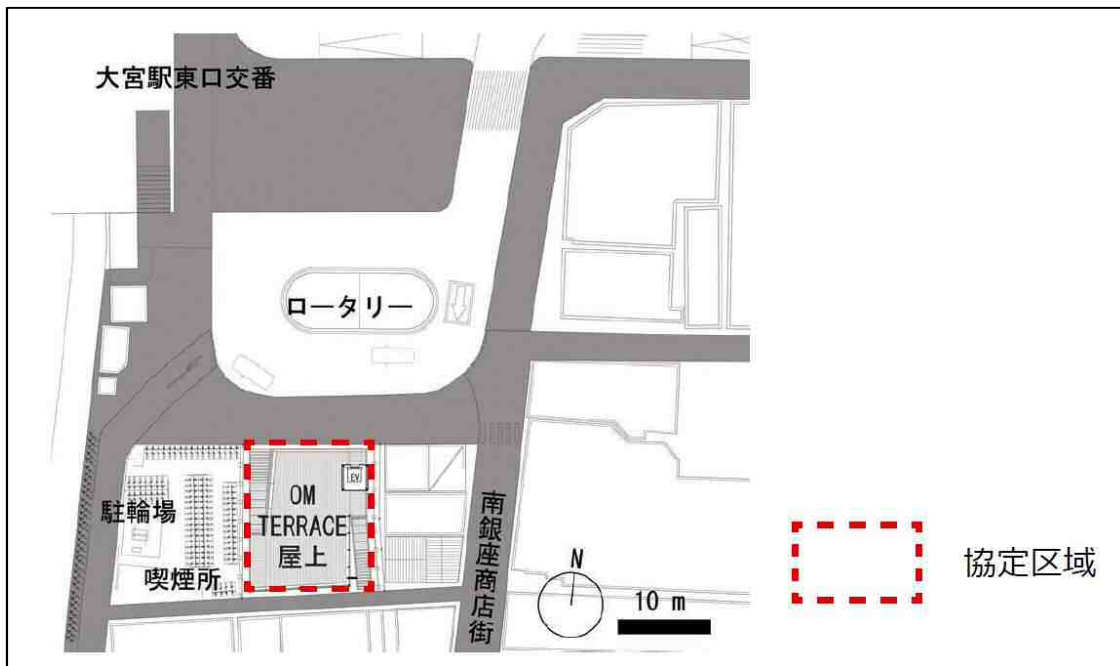 大宮駅東口交番
ロータリー
EV
OM
TERRACE
屋上
駐輪場
喫煙所
南銀座商店街
N
10 m
協定区域